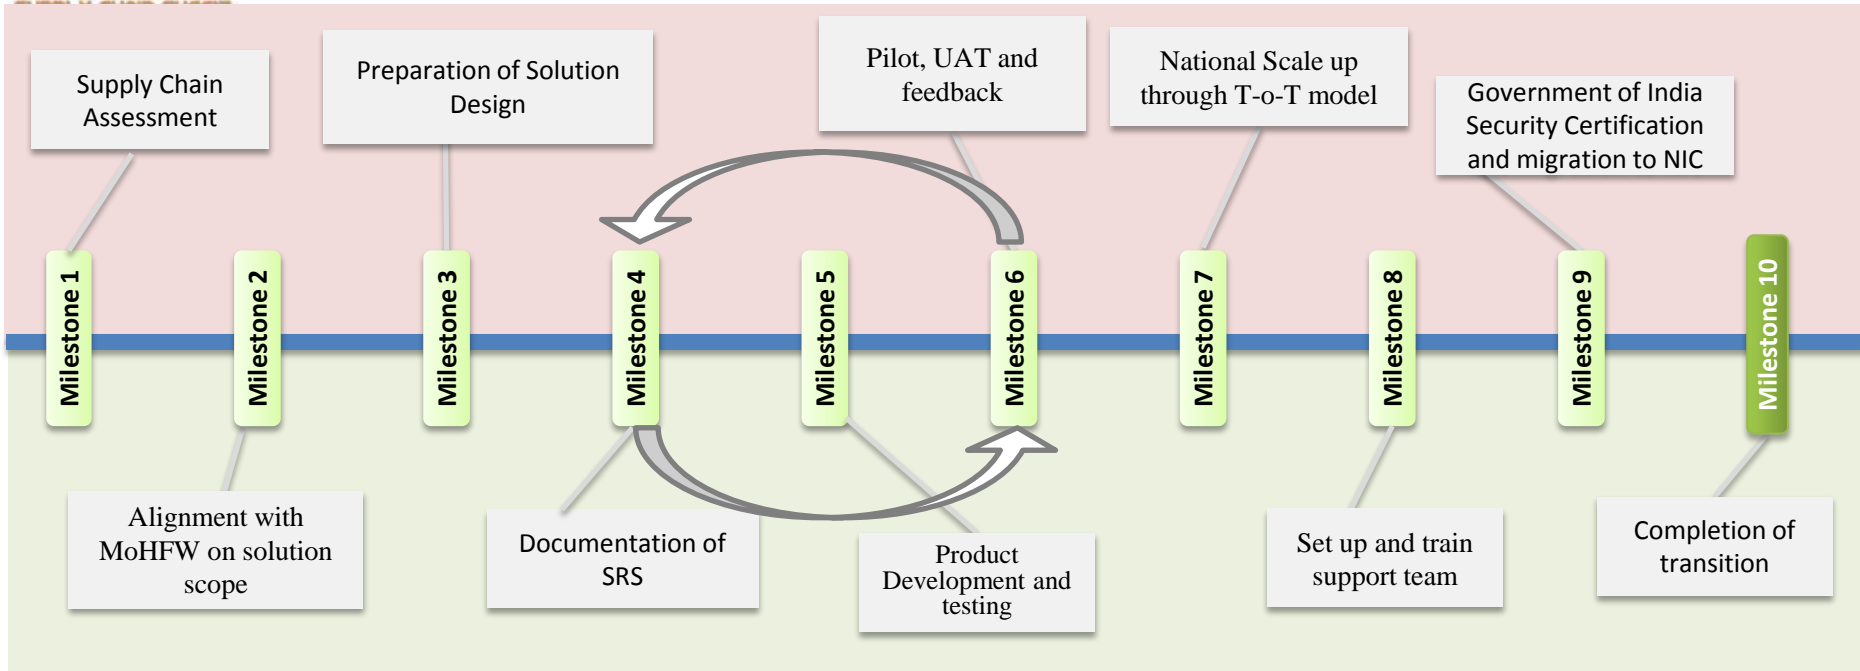 Supply Chain
Assessment
Preparation of Solution
Design
Pilot, UAT and
feedback
National Scale up
through T-o-T model
Government of India
Security Certification
and migration to NIC
Milestone 1
Milestone 2
Milestone 3
Milestone 4
Milestone 5
Milestone 6
Milestone 7
Milestone 8
Milestone 9
Milestone 10
Alignment with
MoHFW on solution
scope
Documentation of
SRS
Product
Development and
testing
Set up and train
support team
Completion of
transition